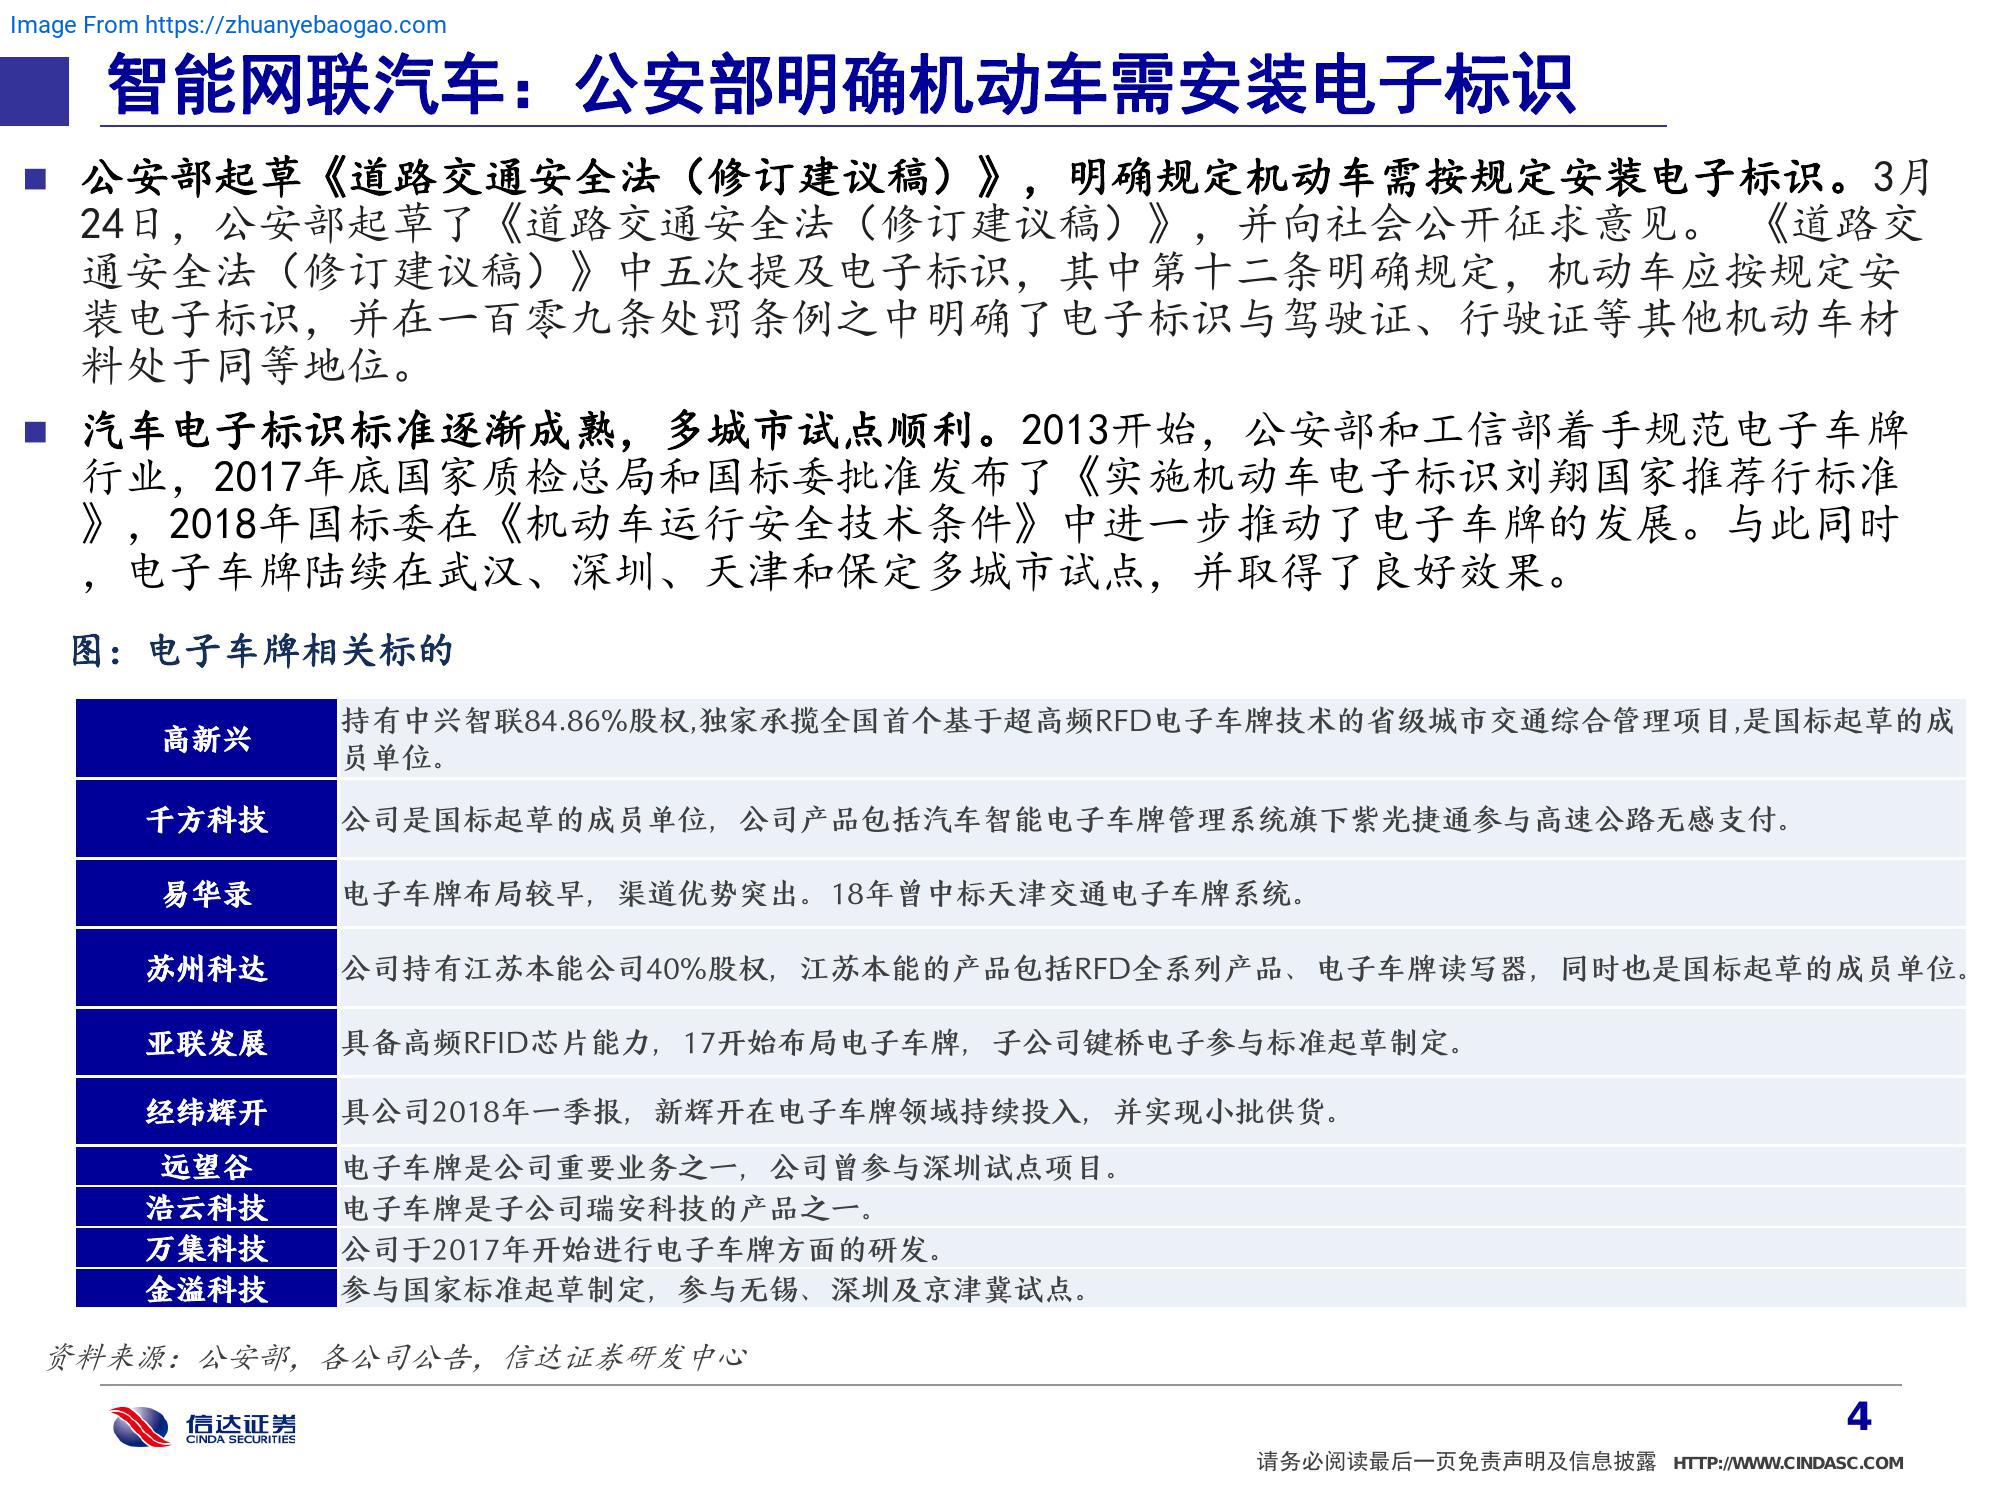 Image From https://zhuanyebaogao.com
智能网联汽车：公安部明确机动车需安装电子标识
公安部起草《道路交通安全法（修订建议稿）》，明确规定机动车需按规定安装电子标识。3月
24日，公安部起草了《道路交通安全法（修订建议稿）》，并向社会公开征求意见。 《道路交
通安全法（修订建议稿）》中五次提及电子标识，其中第十二条明确规定，机动车应按规定安
装电子标识，并在一百零九条处罚条例之中明确了电子标识与驾驶证、行驶证等其他机动车材
料处于同等地位。
汽车电子标识标准逐渐成熟，多城市试点顺利。2013开始，公安部和工信部着手规范电子车牌
行业，2017年底国家质检总局和国标委批准发布了《实施机动车电子标识刘翔国家推荐行标准
》，2018年国标委在《机动车运行安全技术条件》中进一步推动了电子车牌的发展。与此同时
，电子车牌陆续在武汉、深圳、天津和保定多城市试点，并取得了良好效果。
图：电子车牌相关标的
高新兴 持有中兴智联84.86%股权,独家承揽全国首个基于超高频RFD电子车牌技术的省级城市交通综合管理项目,是国标起草的成
员单位。
千方科技 公司是国标起草的成员单位，公司产品包括汽车智能电子车牌管理系统旗下紫光捷通参与高速公路无感支付。
易华录 电子车牌布局较早，渠道优势突出。18年曾中标天津交通电子车牌系统。
苏州科达 公司持有江苏本能公司40%股权，江苏本能的产品包括RFD全系列产品、电子车牌读写器，同时也是国标起草的成员单位。
亚联发展 具备高频RFID芯片能力，17开始布局电子车牌，子公司键桥电子参与标准起草制定。
经纬辉开 具公司2018年一季报，新辉开在电子车牌领域持续投入，并实现小批供货。
远望谷 电子车牌是公司重要业务之一，公司曾参与深圳试点项目。
浩云科技 电子车牌是子公司瑞安科技的产品之一。
万集科技 公司于2017年开始进行电子车牌方面的研发。
金溢科技 参与国家标准起草制定，参与无锡、深圳及京津冀试点。
资料来源：公安部，各公司公告，信达证券研发中心
信达证券
CINDA SECURITIES
4
请务必阅读最后一页免责声明及信息披露 HTTP://WWW.CINDASC.COM